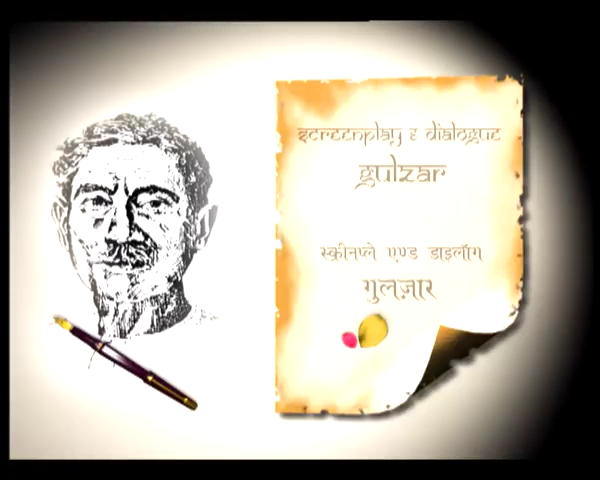 screenplay & dialogue
gulzar
स्क्रीनप्ले एण्ड डाइलॉग
गुलज़ार